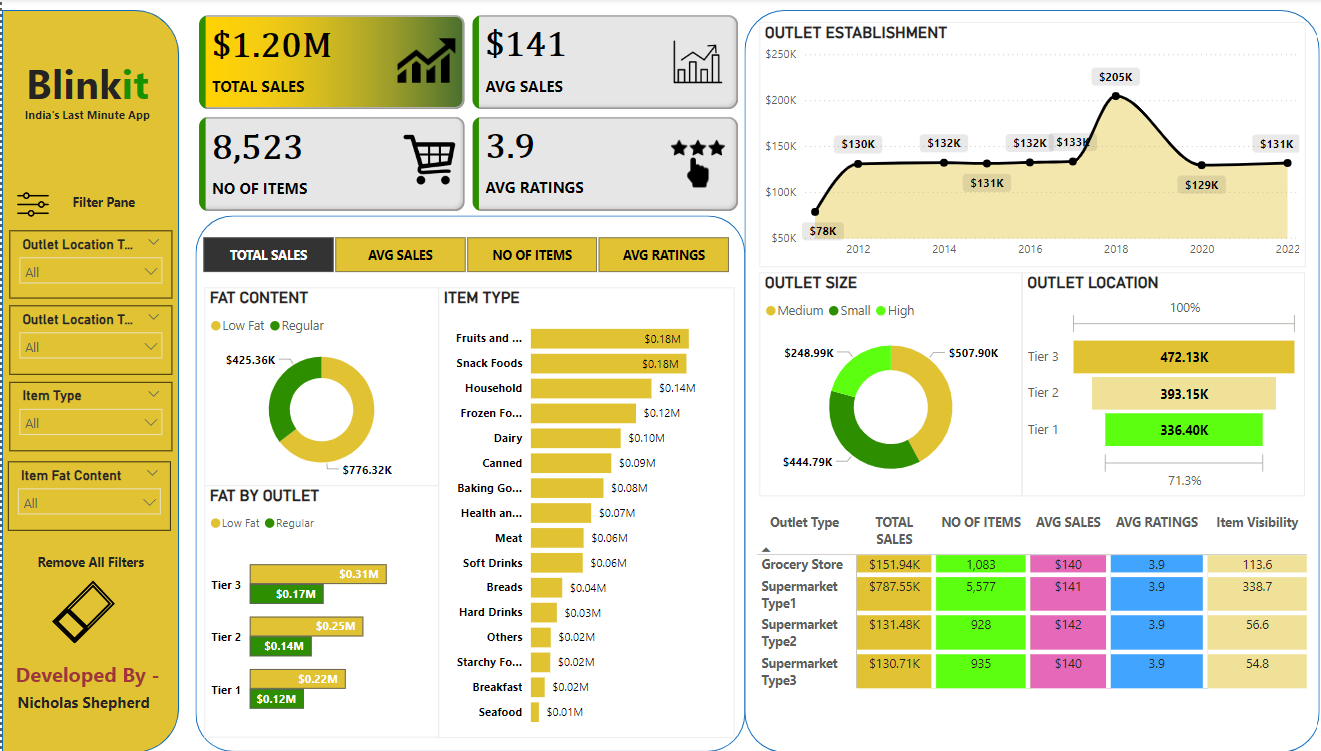 Blinkit
India's Last Minute App
Filter Pane
Outlet Location T...
All
Outlet Location T...
All
Item Type
All
Item Fat Content
All
Remove All Filters
Developed By -
Nicholas Shepherd
$1.20M
TOTAL SALES
$141
AVG SALES
8,523
NO OF ITEMS
3.9
AVG RATINGS
TOTAL SALES AVG SALES NO OF ITEMS AVG RATINGS
FAT CONTENT
Low Fat Regular
$425.36K
$776.32K
FAT BY OUTLET
Low Fat Regular
Tier 3 $0.31M
$0.17M
Tier 2 $0.25M
$0.14M
Tier 1 $0.22M
$0.12M
ITEM TYPE
Fruits and ... $0.18M
Snack Foods $0.18M
Household $0.14M
Frozen Fo... $0.12M
Dairy $0.10M
Canned $0.09M
Baking Go... $0.08M
Health an... $0.07M
Meat $0.06M
Soft Drinks $0.06M
Breads $0.04M
Hard Drinks $0.03M
Others $0.02M
Starchy Fo... $0.02M
Breakfast $0.02M
Seafood $0.01M
OUTLET ESTABLISHMENT
$250K
$200K
$150K
$100K
$50K
$78K
$130K
$132K
$131K
$132K
$133K
$205K
$129K
$131K
2012 2014 2016 2018 2020 2022
OUTLET SIZE
Medium Small High
$248.99K
$507.90K
$444.79K
OUTLET LOCATION
100%
Tier 3 472.13K
Tier 2 393.15K
Tier 1 336.40K
71.3%
Outlet Type TOTAL SALES NO OF ITEMS AVG SALES AVG RATINGS Item Visibility
Grocery Store $151.94K 1,083 $140 3.9 113.6
Supermarket Type1 $787.55K 5,577 $141 3.9 338.7
Supermarket Type2 $131.48K 928 $142 3.9 56.6
Supermarket Type3 $130.71K 935 $140 3.9 54.8